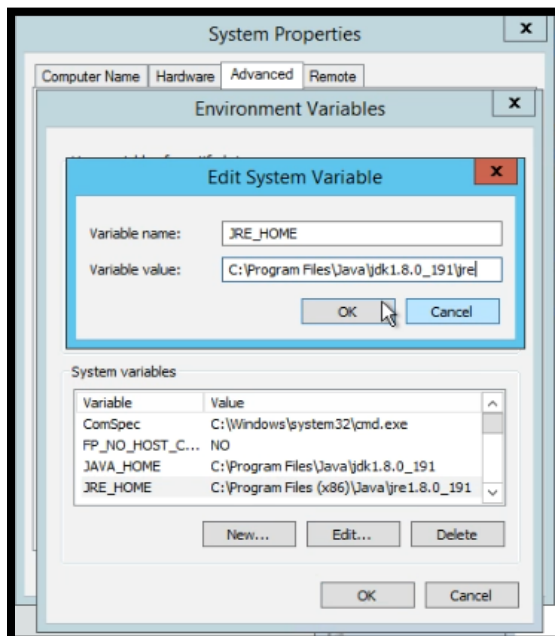 System Properties
x
Computer Name Hardware Advanced Remote
Environment Variables
x
Edit System Variable
x
Variable name: JRE_HOME
Variable value: C:\Program Files\Java\jdk1.8.0_191\jre
OK Cancel
System variables
Variable Value
ComSpec C:\Windows\system32\cmd.exe
FP_NO_HOST_C... NO
JAVA_HOME C:\Program Files\Java\jdk1.8.0_191
JRE_HOME C:\Program Files (x86)\Java\jre1.8.0_191
New... Edit... Delete
OK Cancel